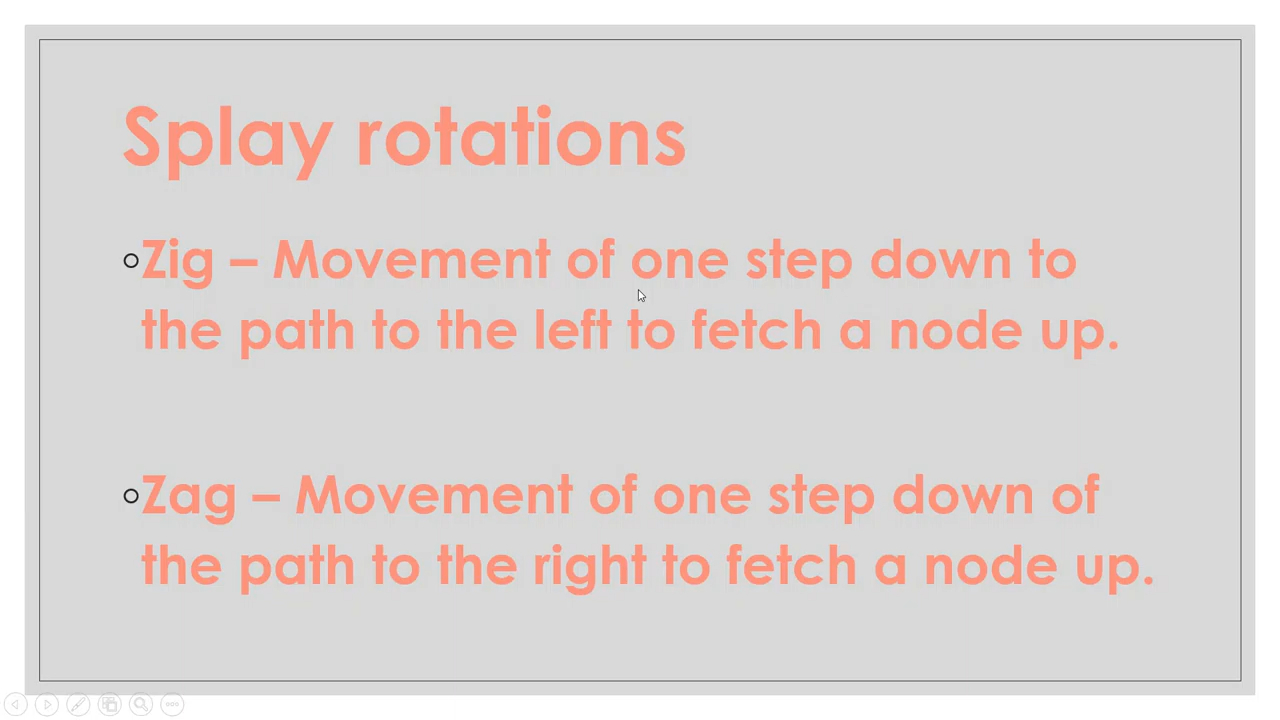 Splay rotations
Zig – Movement of one step down to
the path to the left to fetch a node up.
Zag – Movement of one step down of
the path to the right to fetch a node up.